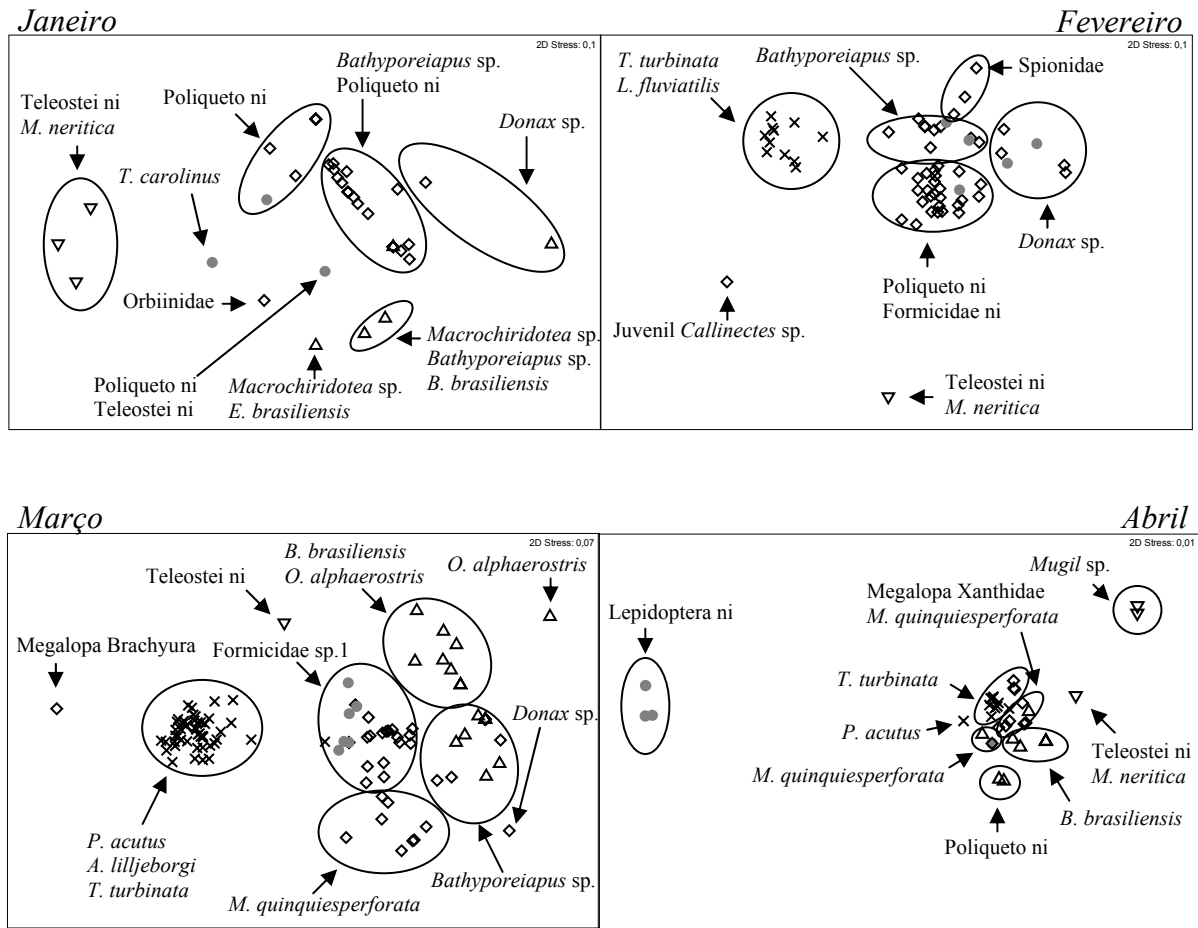 Janeiro
2D Stress: 0,1
Teleostei ni
M. neritica
Poliqueto ni
Bathyporeiapus sp.
Poliqueto ni
Donax sp.
T. carolinus
Orbiinidae
Poliqueto ni
Teleostei ni
Macrochiridotea sp.
E. brasiliensis
Macrochiridotea sp.
Bathyporeiapus sp.
B. brasiliensis
Fevereiro
2D Stress: 0,1
T. turbinata
L. fluviatilis
Bathyporeiapus sp.
Spionidae
Donax sp.
Poliqueto ni
Formicidae ni
Juvenil Callinectes sp.
Teleostei ni
M. neritica
Março
2D Stress: 0,07
B. brasiliensis
O. alphaerostris
O. alphaerostris
Teleostei ni
Megalopa Brachyura
Formicidae sp.1
Donax sp.
P. acutus
A. lilljeborgi
T. turbinata
Bathyporeiapus sp.
M. quinquiesperforata
Abril
2D Stress: 0,01
Mugil sp.
Megalopa Xanthidae
M. quinquiesperforata
Lepidoptera ni
T. turbinata
P. acutus
M. quinquiesperforata
Teleostei ni
M. neritica
B. brasiliensis
Poliqueto ni